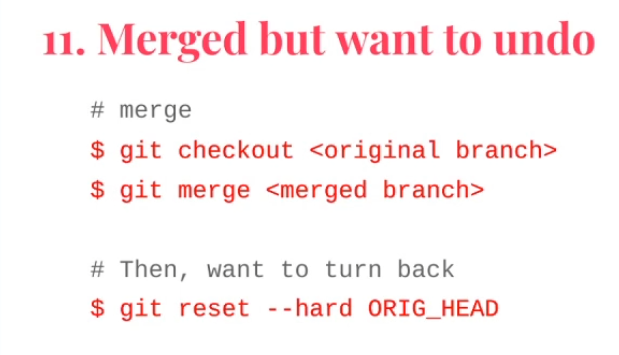 11. Merged but want to undo
# merge
$ git checkout <original branch>
$ git merge <merged branch>
# Then, want to turn back
$ git reset --hard ORIG_HEAD